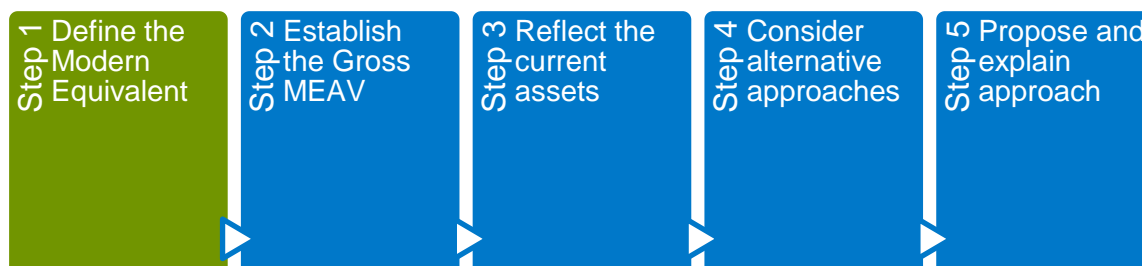 Step 1
Define the
Modern
Equivalent
Step 2
Establish
the Gross
MEAV
Step 3
Reflect the
current
assets
Step 4
Consider
alternative
approaches
Step 5
Propose and
explain
approach